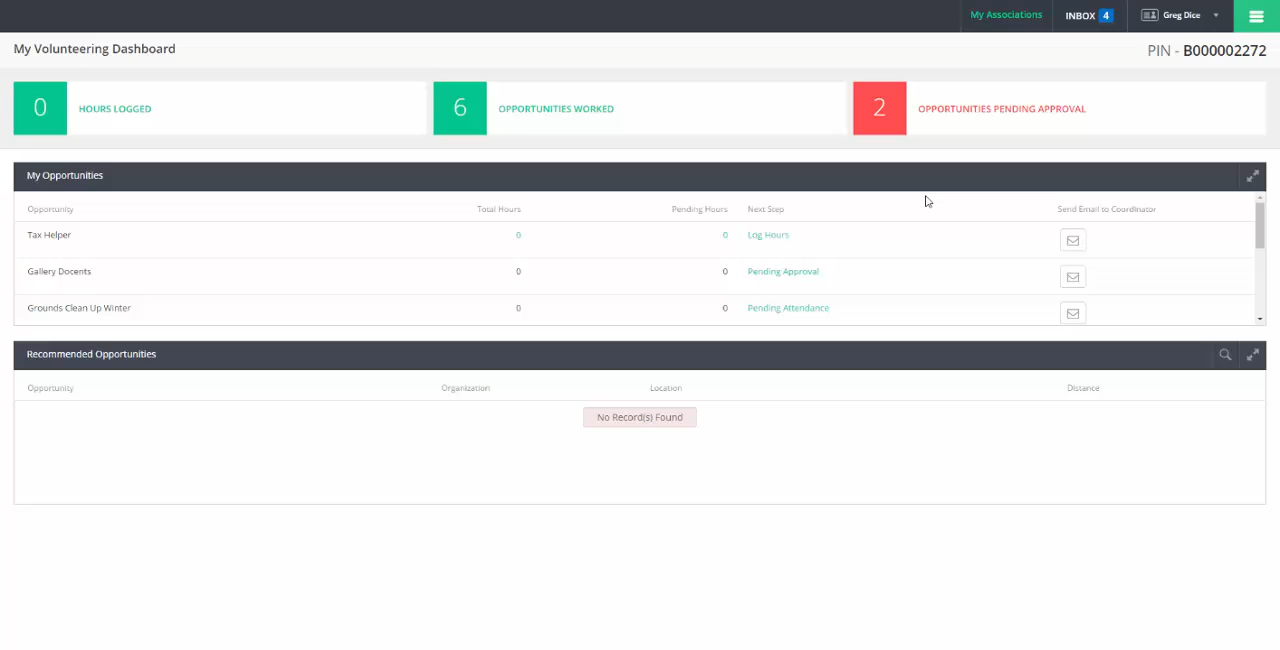 My Associations INBOX 4 Greg Dice
My Volunteering Dashboard PIN - B000002272
0 HOURS LOGGED 6 OPPORTUNITIES WORKED 2 OPPORTUNITIES PENDING APPROVAL
My Opportunities
Opportunity Total Hours Pending Hours Next Step Send Email to Coordinator
Tax Helper 0 0 Log Hours
Gallery Docents 0 0 Pending Approval
Grounds Clean Up Winter 0 0 Pending Attendance
Recommended Opportunities
Opportunity Organization Location Distance
No Record(s) Found